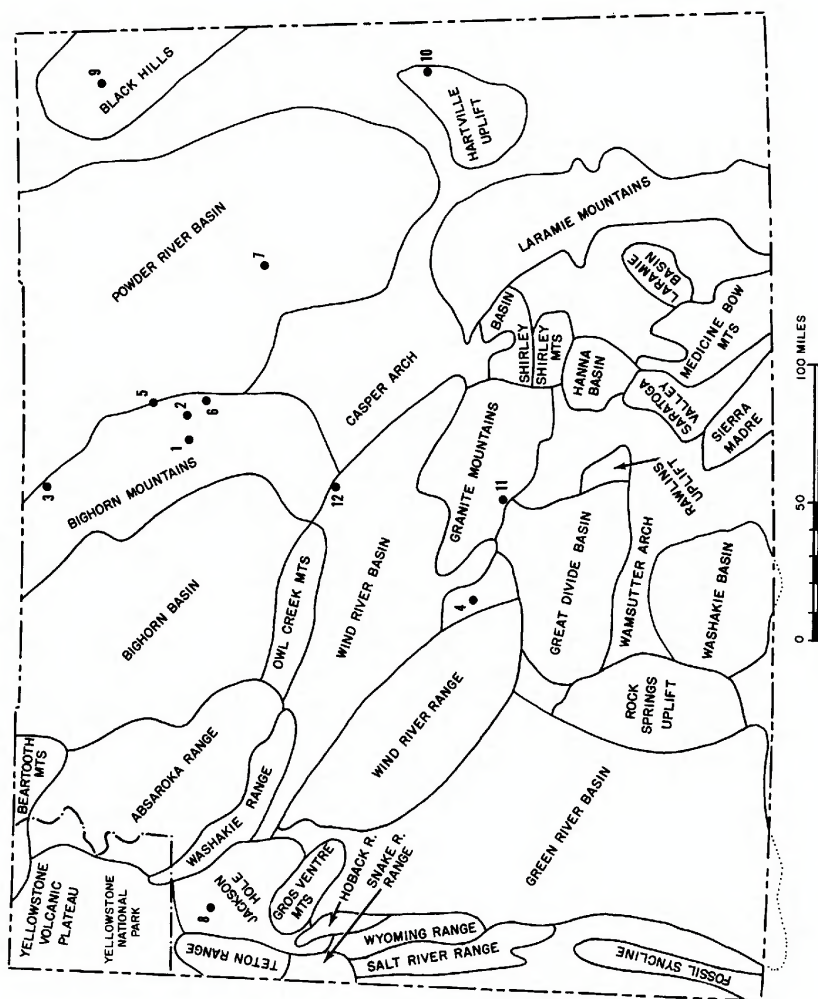 YELLOWSTONE
VOLCANIC
PLATEAU
YELLOWSTONE
NATIONAL
PARK
BEARTOOTH
MTS
ABSAROKA RANGE
WASHAKIE RANGE
BIGHORN BASIN
BIGHORN MOUNTAINS
3
1
2
5
6
POWDER RIVER BASIN
7
BLACK HILLS
9
8
JACKSON
HOLE
TETON RANGE
GROS VENTRE
MTS
HOBACK R.
SNAKE R.
RANGE
WYOMING RANGE
SALT RIVER RANGE
OWL CREEK MTS
WIND RIVER BASIN
WIND RIVER RANGE
12
CASPER ARCH
10
HARTVILLE
UPLIFT
4
GRANITE MOUNTAINS
11
SHIRLEY
BASIN
SHIRLEY
MTS
HANNA
BASIN
LARAMIE MOUNTAINS
LARAMIE
BASIN
MEDICINE BOW
MTS
SARATOGA
VALLEY
SIERRA
MADRE
RAWLINS
UPLIFT
GREAT DIVIDE BASIN
WAMSUTTER ARCH
WASHAKIE BASIN
ROCK
SPRINGS
UPLIFT
GREEN RIVER BASIN
FOSSIL SYNCLINE
0 50 100 MILES